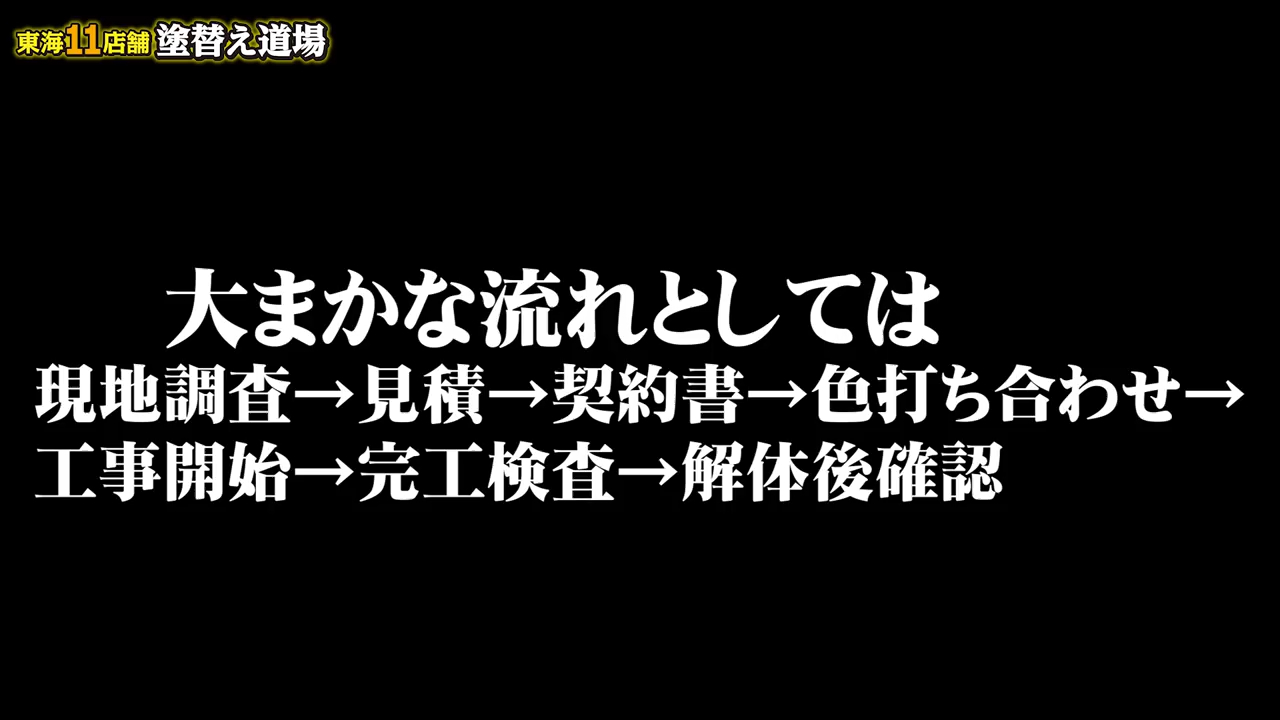 東海11店舗 塗替え道場
大まかな流れとしては
現地調査→見積→契約書→色打ち合わせ→
工事開始→完工検査→解体後確認